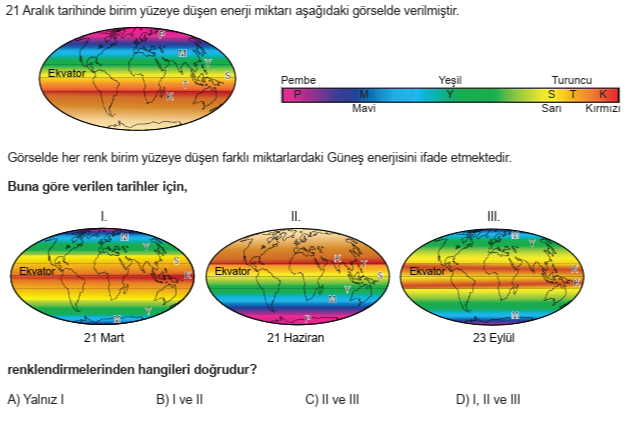 21 Aralık tarihinde birim yüzeye düşen enerji miktarı aşağıdaki görselde verilmiştir.
P
M
Y
Ekvator
S
T
K
Pembe Yeşil Turuncu
P M Y S T K
Mavi Sarı Kırmızı
Görselde her renk birim yüzeye düşen farklı miktarlardaki Güneş enerjisini ifade etmektedir.
Buna göre verilen tarihler için,
I. II. III.
M
Y
S
Ekvator K
Y
M
K
T
Ekvator S
Y
M
P
M
Y
Ekvator
M
21 Mart 21 Haziran 23 Eylül
renklendirmelerinden hangileri doğrudur?
A) Yalnız I B) I ve II C) II ve III D) I, II ve III